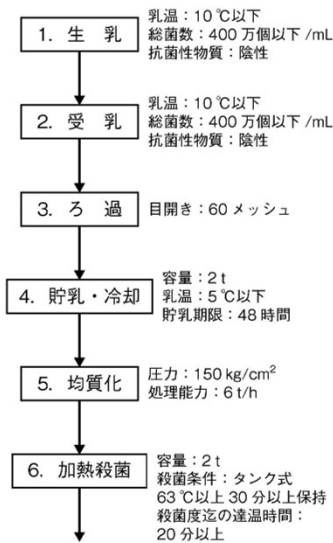 1. 生 乳
乳温：10 ℃以下
総菌数：400 万個以下 /mL
抗菌性物質：陰性
2. 受 乳
乳温：10 ℃以下
総菌数：400 万個以下 /mL
抗菌性物質：陰性
3. ろ 過
目開き：60 メッシュ
4. 貯乳・冷却
容量：2 t
乳温：5 ℃以下
貯乳期限：48 時間
5. 均質化
圧力：150 kg/cm²
処理能力：6 t/h
6. 加熱殺菌
容量：2 t
殺菌条件：タンク式
63 ℃以上 30 分以上保持
殺菌度迄の達温時間：
20 分以上